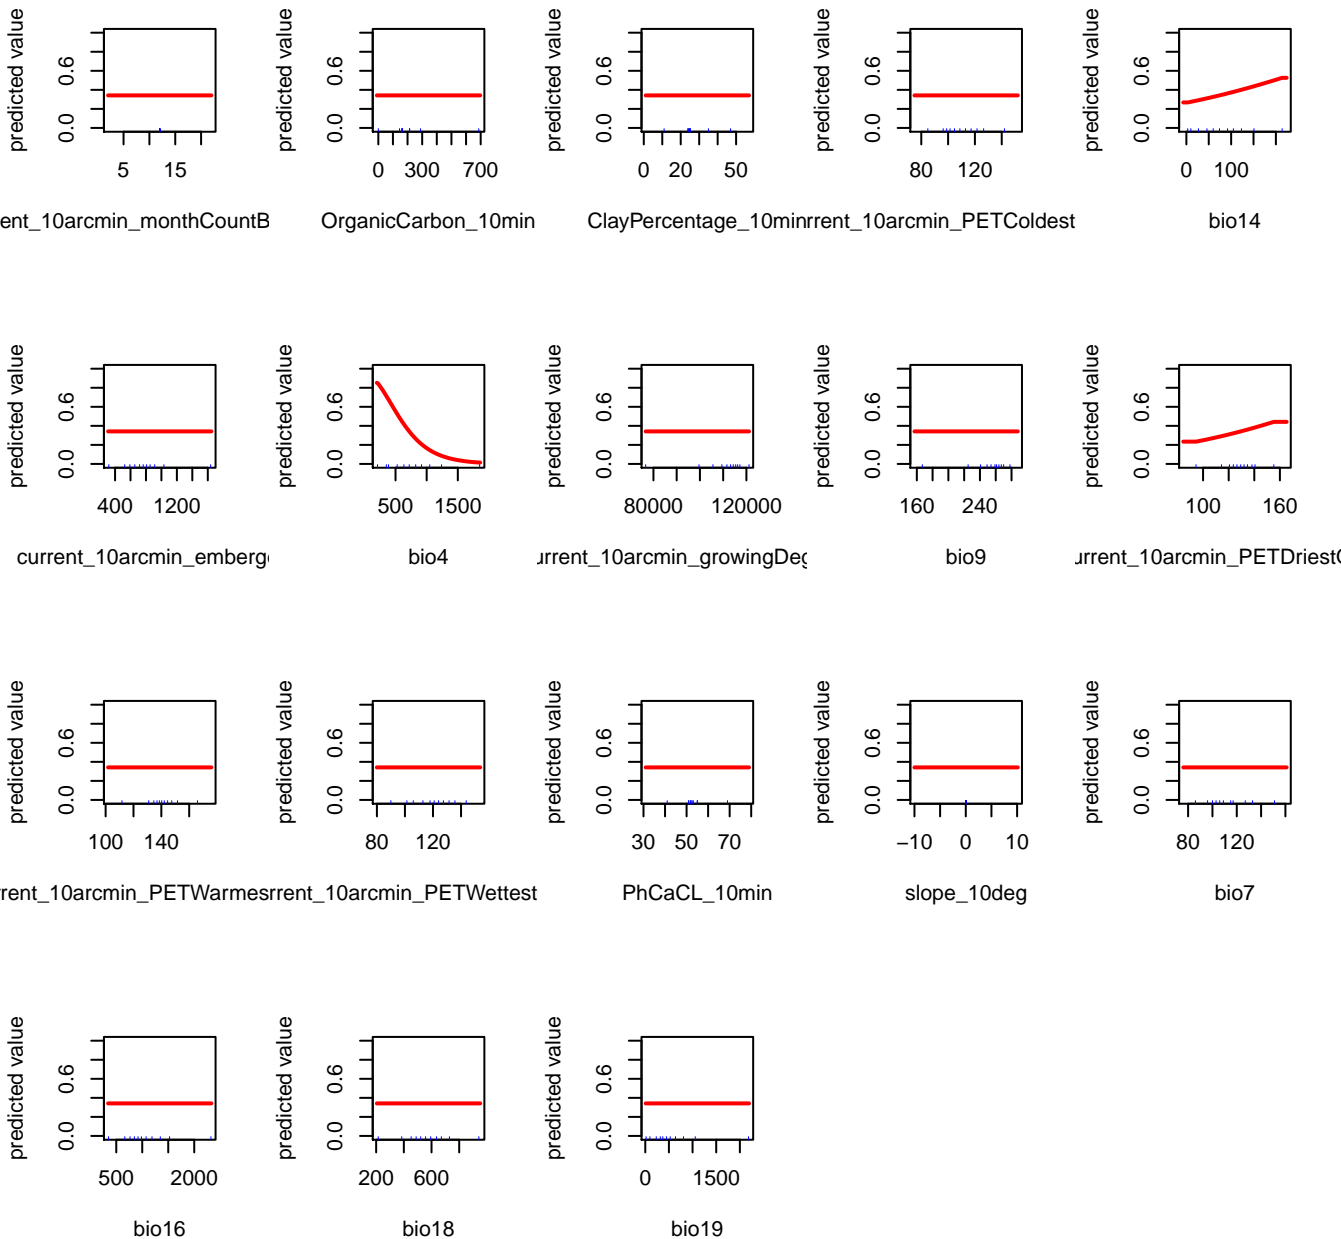 predicted value predicted value predicted value predicted value predicted value
0.0 0.6 0.0 0.6 0.0 0.6 0.0 0.6 0.0 0.6
5 15 0 300 700 0 20 50 80 120 0 100
ent_10arcmin_monthCountB OrganicCarbon_10min ClayPercentage_10min rrent_10arcmin_PETColdest bio14
predicted value predicted value predicted value predicted value predicted value
0.0 0.6 0.0 0.6 0.0 0.6 0.0 0.6 0.0 0.6
400 1200 500 1500 80000 120000 160 240 100 160
current_10arcmin_emberge bio4 urrent_10arcmin_growingDeg bio9 urrent_10arcmin_PETDriestQ
predicted value predicted value predicted value predicted value predicted value
0.0 0.6 0.0 0.6 0.0 0.6 0.0 0.6 0.0 0.6
100 140 80 120 30 50 70 −10 0 10 80 120
rrent_10arcmin_PETWarmes rrent_10arcmin_PETWettest PhCaCL_10min slope_10deg bio7
predicted value predicted value predicted value
0.0 0.6 0.0 0.6 0.0 0.6
500 2000 200 600 0 1500
bio16 bio18 bio19